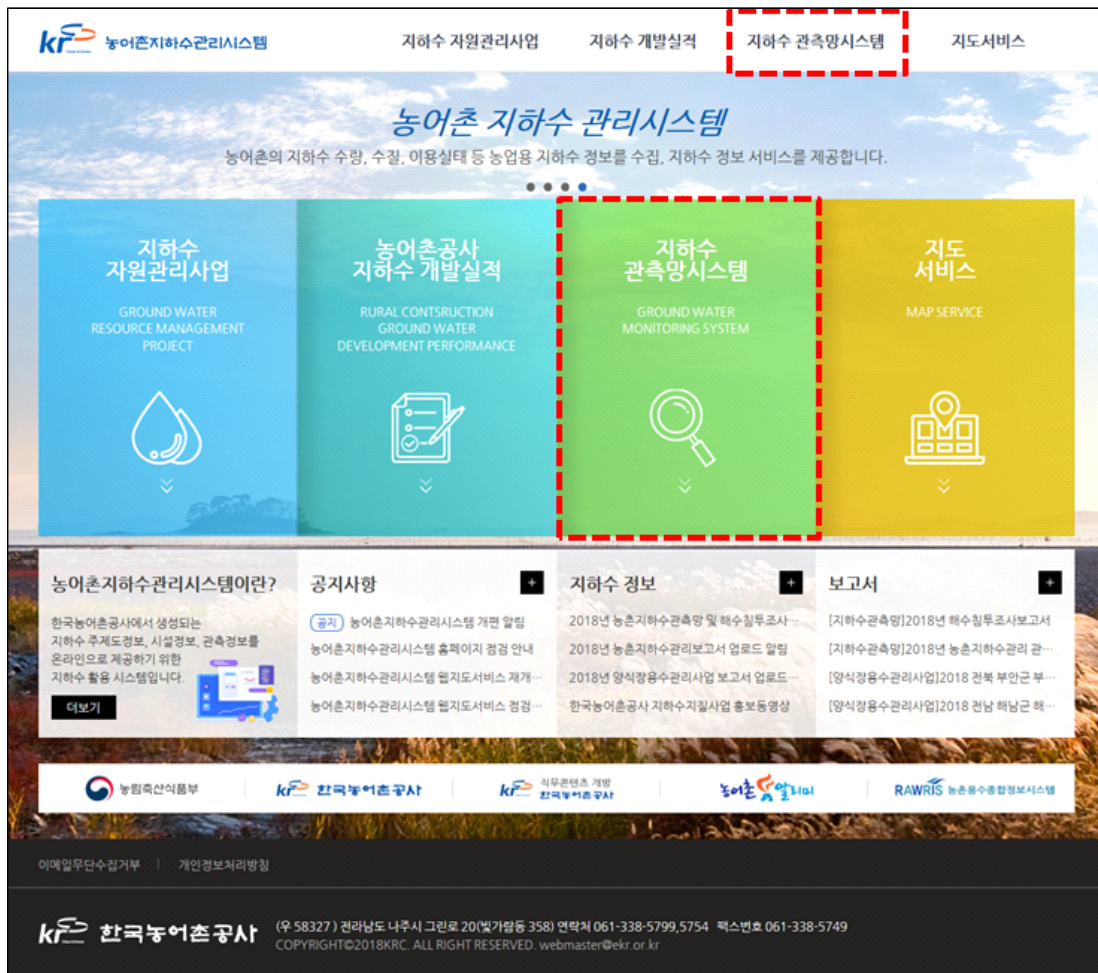 kr 농어촌지하수관리시스템
지하수 자원관리사업
지하수 개발실적
지하수 관측망시스템
지도서비스
농어촌 지하수 관리시스템
농어촌의 지하수 수량, 수질, 이용실태 등 농업용 지하수 정보를 수집, 지하수 정보 서비스를 제공합니다.
지하수
자원관리사업
GROUND WATER
RESOURCE MANAGEMENT
PROJECT
농어촌공사
지하수 개발실적
RURAL CONTSRUCTION
GROUND WATER
DEVELOPMENT PERFORMANCE
지하수
관측망시스템
GROUND WATER
MONITORING SYSTEM
지도
서비스
MAP SERVICE
농어촌지하수관리시스템이란?
한국농어촌공사에서 생성되는
지하수 주제도정보, 시설정보, 관측정보를
온라인으로 제공하기 위한
지하수 활용 시스템입니다.
더보기
공지사항 +
공지 농어촌지하수관리시스템 개편 알림
농어촌지하수관리시스템 홈페이지 점검 안내
농어촌지하수관리시스템 웹지도서비스 재개…
농어촌지하수관리시스템 웹지도서비스 점검…
지하수 정보 +
2018년 농촌지하수관측망 및 해수침투조사…
2018년 농촌지하수관리보고서 업로드 알림
2018년 양식장용수관리사업 보고서 업로드…
한국농어촌공사 지하수지질사업 홍보동영상
보고서 +
[지하수관측망]2018년 해수침투조사보고서
[지하수관측망]2018년 농촌지하수관리 관…
[양식장용수관리사업]2018 전북 부안군 부…
[양식장용수관리사업]2018 전남 해남군 해…
농림축산식품부
kr 한국농어촌공사
kr 직무콘텐츠 개발
한국농어촌공사
농어촌 알리미
RAWRIS 농촌용수종합정보시스템
이메일무단수집거부 | 개인정보처리방침
kr 한국농어촌공사
(우 58327 ) 전라남도 나주시 그린로 20(빛가람동 358) 연락처 061-338-5799,5754 팩스번호 061-338-5749
COPYRIGHT©2018KRC. ALL RIGHT RESERVED. webmaster@ekr.or.kr